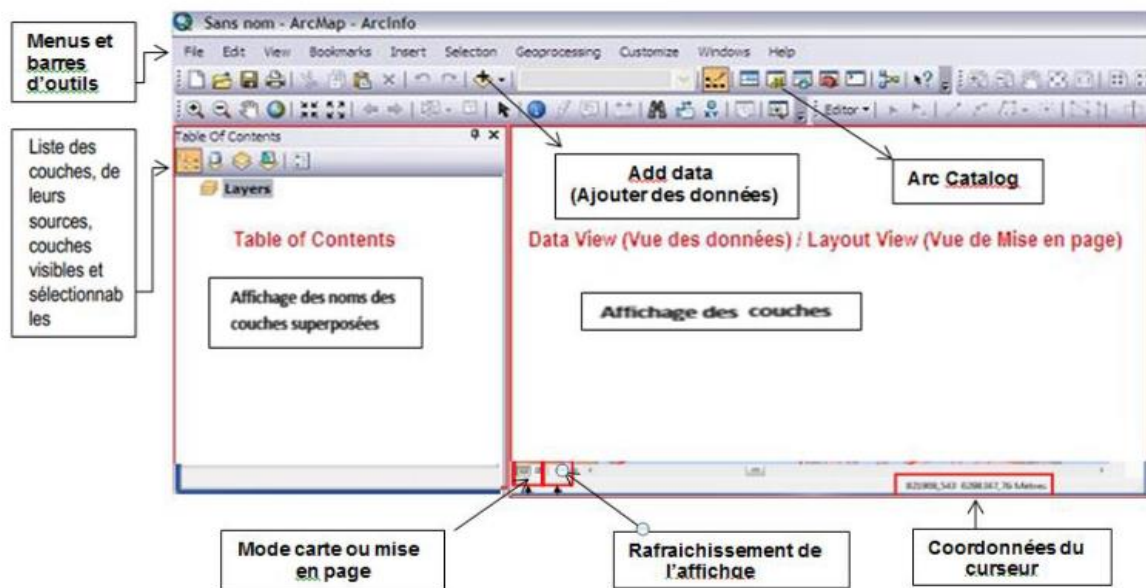 Sans nom - ArcMap - ArcInfo
Menus et
barres
d'outils
File Edit View Bookmarks Insert Selection Geoprocessing Customize Windows Help
Editor
Table Of Contents
Layers
Liste des
couches, de
leurs
sources,
couches
visibles et
sélectionnab
les
Add data
(Ajouter des données)
Arc Catalog
Table of Contents
Data View (Vue des données) / Layout View (Vue de Mise en page)
Affichage des noms des
couches superposées
Affichage des couches
Metres
Mode carte ou mise
en page
Rafraichissement de
l'affichge
Coordonnées du
curseur